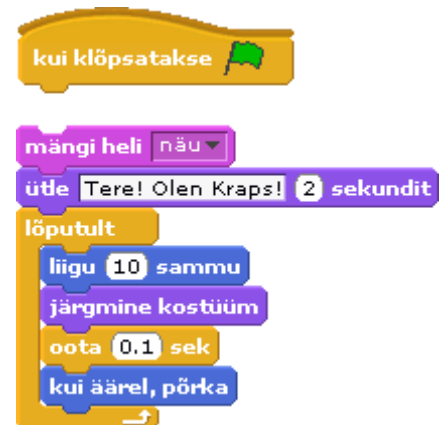 kui klõpsatakse
mängi heli näu
ütle Tere! Olen Kraps! 2 sekundit
lõputult
liigu 10 sammu
järgmine kostüüm
oota 0.1 sek
kui äärel, põrka